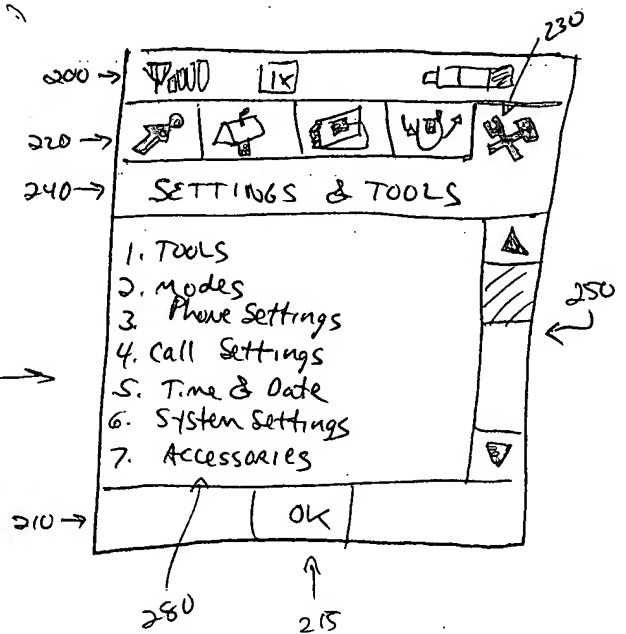 230
200 → 1X
220 →
240 → SETTINGS & TOOLS
1. TOOLS
2. Modes
3. Phone Settings
4. Call Settings
5. Time & Date
6. System Settings
7. Accessories
250
210 → OK
280
215